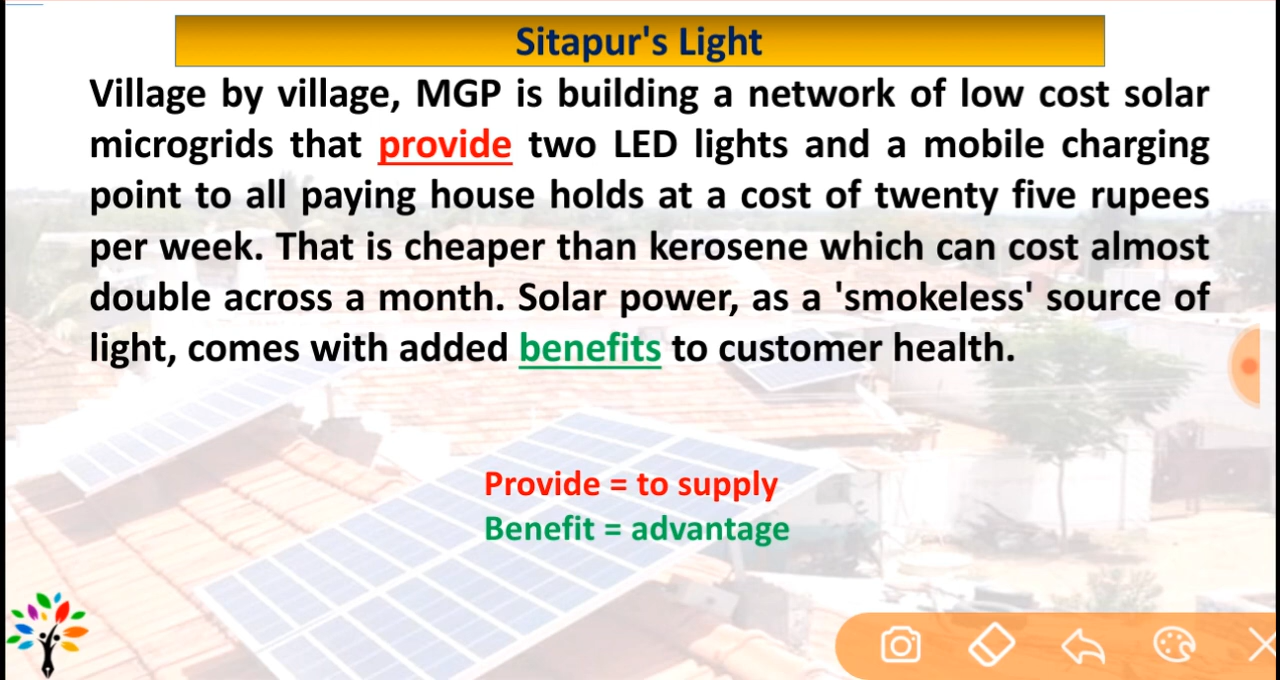 Sitapur's Light
Village by village, MGP is building a network of low cost solar
microgrids that provide two LED lights and a mobile charging
point to all paying house holds at a cost of twenty five rupees
per week. That is cheaper than kerosene which can cost almost
double across a month. Solar power, as a 'smokeless' source of
light, comes with added benefits to customer health.
Provide = to supply
Benefit = advantage